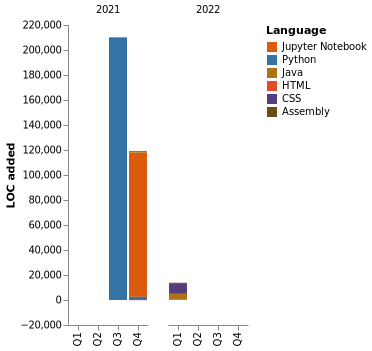 2021 2022
Language
Jupyter Notebook
Python
Java
HTML
CSS
Assembly
LOC added
220,000
200,000
180,000
160,000
140,000
120,000
100,000
80,000
60,000
40,000
20,000
0
−20,000
Q1 Q2 Q3 Q4 Q1 Q2 Q3 Q4